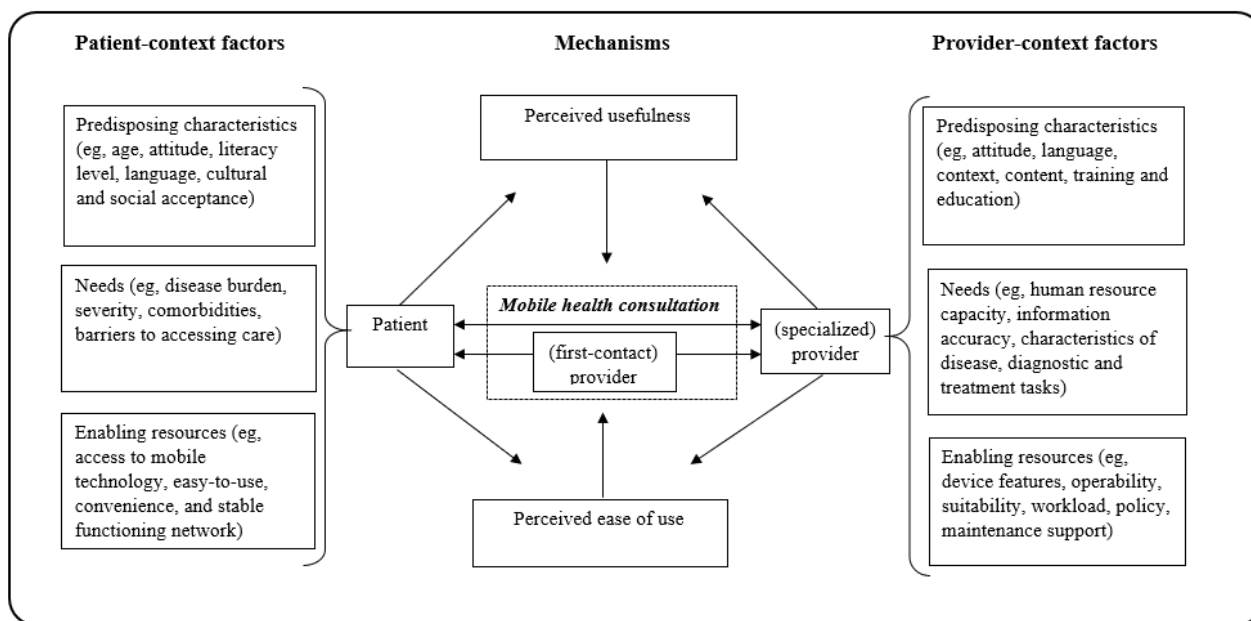 Patient-context factors
Mechanisms
Provider-context factors
Predisposing characteristics
(eg, age, attitude, literacy
level, language, cultural
and social acceptance)
Needs (eg, disease burden,
severity, comorbidities,
barriers to accessing care)
Enabling resources (eg,
access to mobile
technology, easy-to-use,
convenience, and stable
functioning network)
Patient
Perceived usefulness
Mobile health consultation
(first-contact)
provider
Perceived ease of use
(specialized)
provider
Predisposing characteristics
(eg, attitude, language,
context, content, training and
education)
Needs (eg, human resource
capacity, information
accuracy, characteristics of
disease, diagnostic and
treatment tasks)
Enabling resources (eg,
device features, operability,
suitability, workload, policy,
maintenance support)